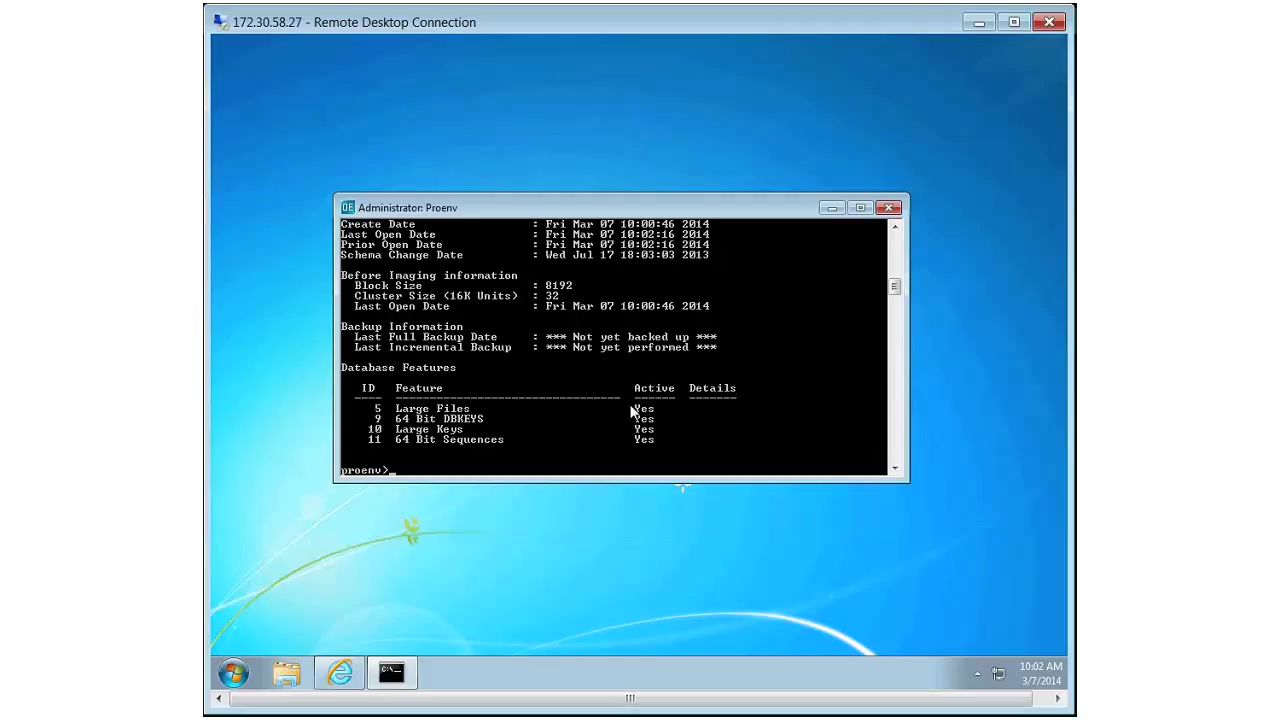 172.30.58.27 - Remote Desktop Connection
OE Administrator: Proenv
Create Date : Fri Mar 07 10:00:46 2014
Last Open Date : Fri Mar 07 10:02:16 2014
Prior Open Date : Fri Mar 07 10:02:16 2014
Schema Change Date : Wed Jul 17 18:03:03 2013
Before Imaging information
Block Size : 8192
Cluster Size (16K Units) : 32
Last Open Date : Fri Mar 07 10:00:46 2014
Backup Information
Last Full Backup Date : *** Not yet backed up ***
Last Incremental Backup : *** Not yet performed ***
Database Features
ID Feature Active Details
---- --------------------------------- ------ -------
5 Large Files Yes
9 64 Bit DBKEYS Yes
10 Large Keys Yes
11 64 Bit Sequences Yes
proenv>_
C:\_
10:02 AM
3/7/2014